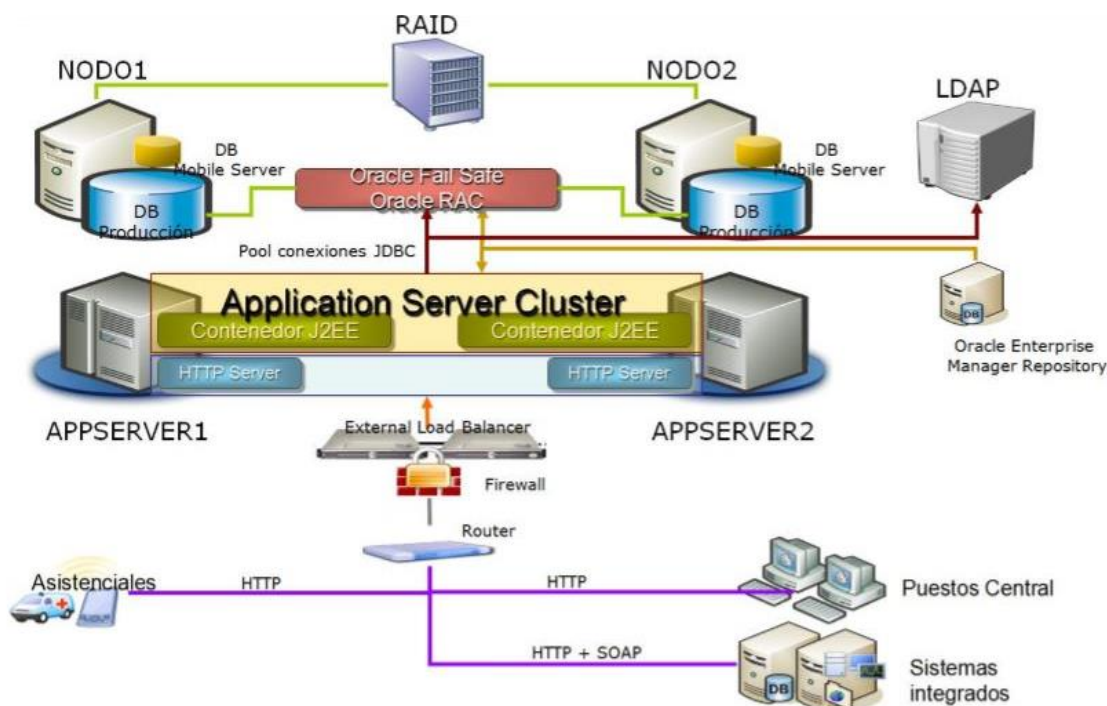 RAID
NODO1
NODO2
LDAP
DB
Mobile Server
DB
Mobile Server
Oracle Fail Safe
Oracle RAC
DB
Producción
DB
Producción
Pool conexiones JDBC
Application Server Cluster
Contenedor J2EE
Contenedor J2EE
DB
HTTP Server
HTTP Server
Oracle Enterprise
Manager Repository
APPSERVER1
External Load Balancer
APPSERVER2
Firewall
Router
Asistenciales
HTTP
HTTP
Puestos Central
HTTP + SOAP
DB
Sistemas
integrados